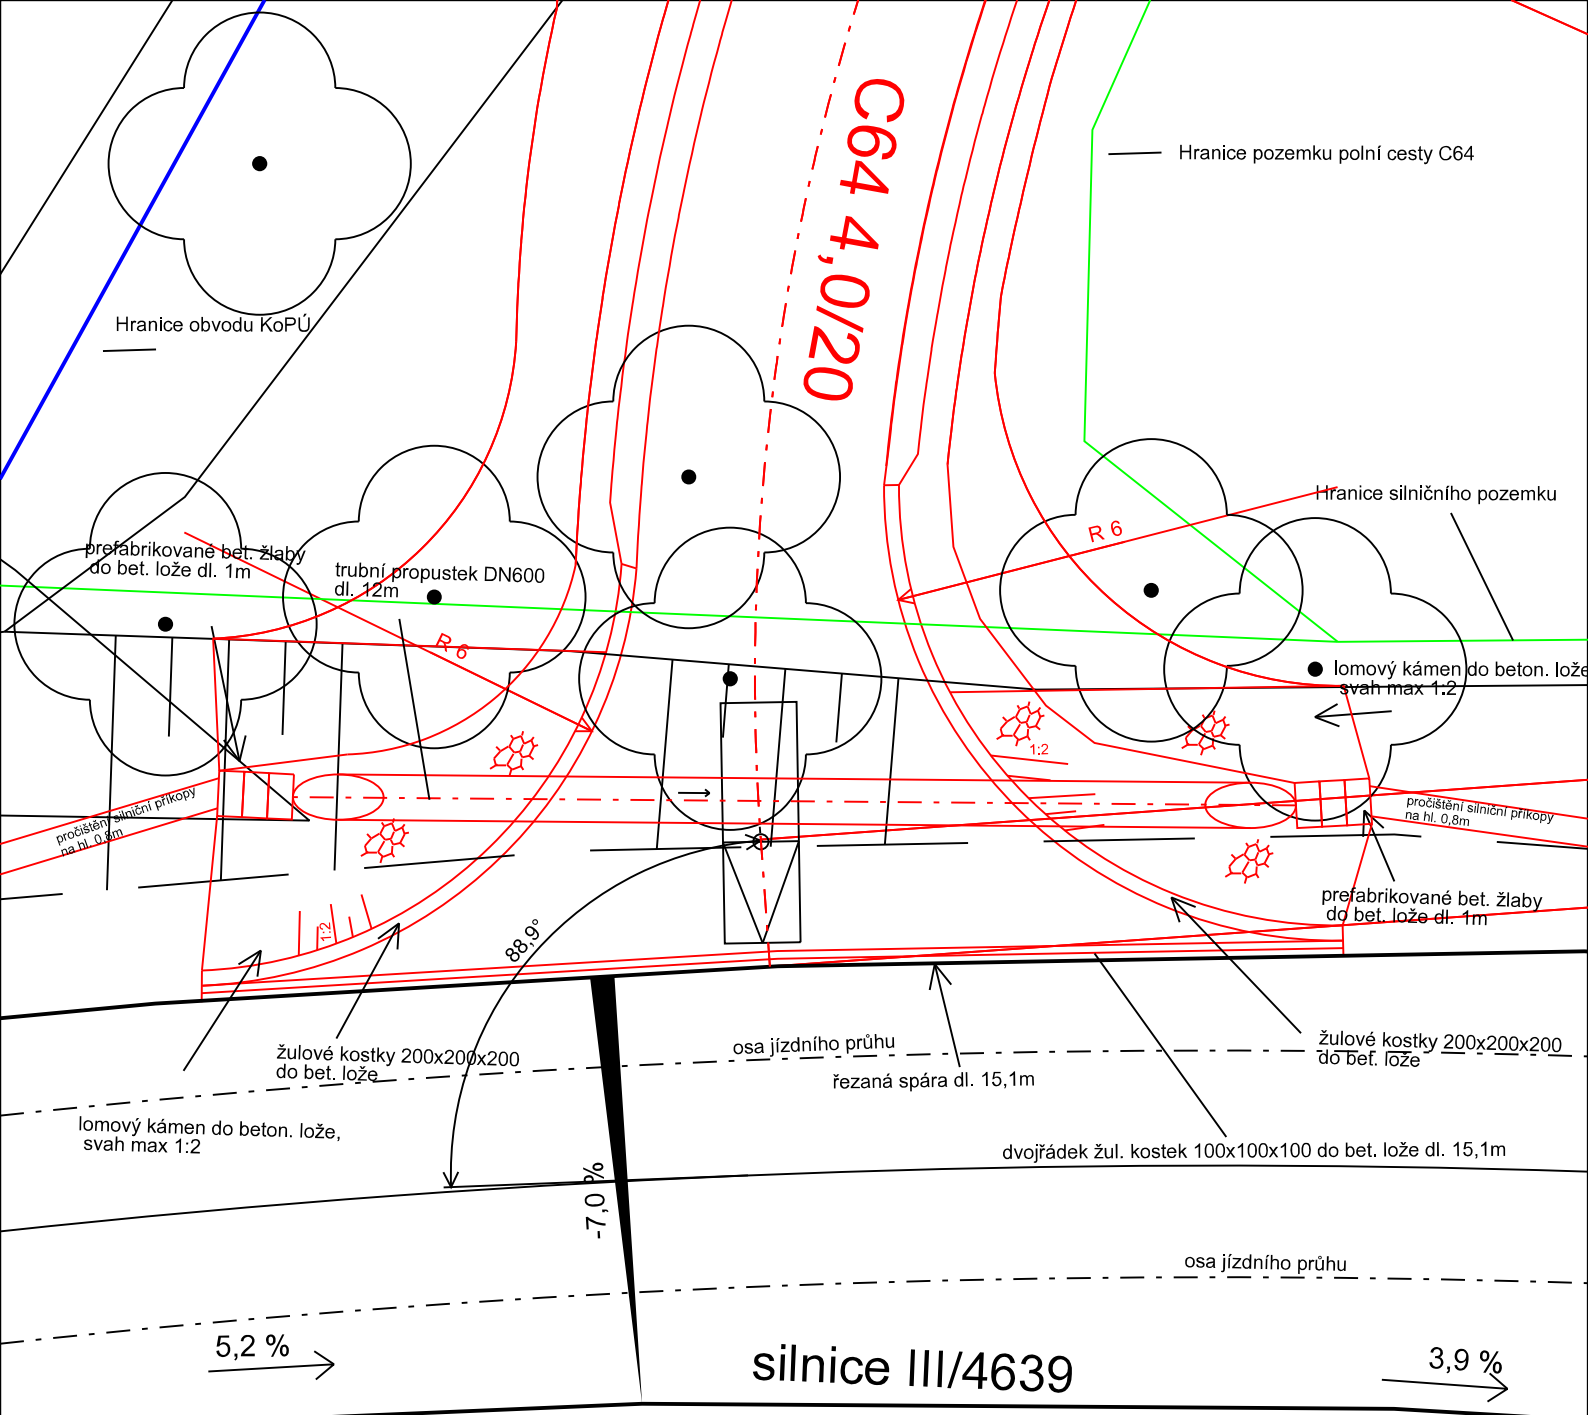 C64 4,0/20
Hranice pozemku polní cesty C64
Hranice obvodu KoPÚ
Hranice silničního pozemku
R 6
prefabrikované bet. žlaby
do bet. lože dl. 1m
trubní propustek DN600
dl. 12m
R 6
lomový kámen do beton. lože
svah max 1:2
1:2
pročištění silniční příkopy
na hl. 0,8m
pročištění silniční příkopy
na hl. 0,8m
prefabrikované bet. žlaby
do bet. lože dl. 1m
1:2
88,9°
žulové kostky 200x200x200
do bet. lože
osa jízdního průhu
řezaná spára dl. 15,1m
žulové kostky 200x200x200
do bet. lože
lomový kámen do beton. lože,
svah max 1:2
dvojřádek žul. kostek 100x100x100 do bet. lože dl. 15,1m
-7,0 %
osa jízdního průhu
5,2 %
silnice III/4639
3,9 %